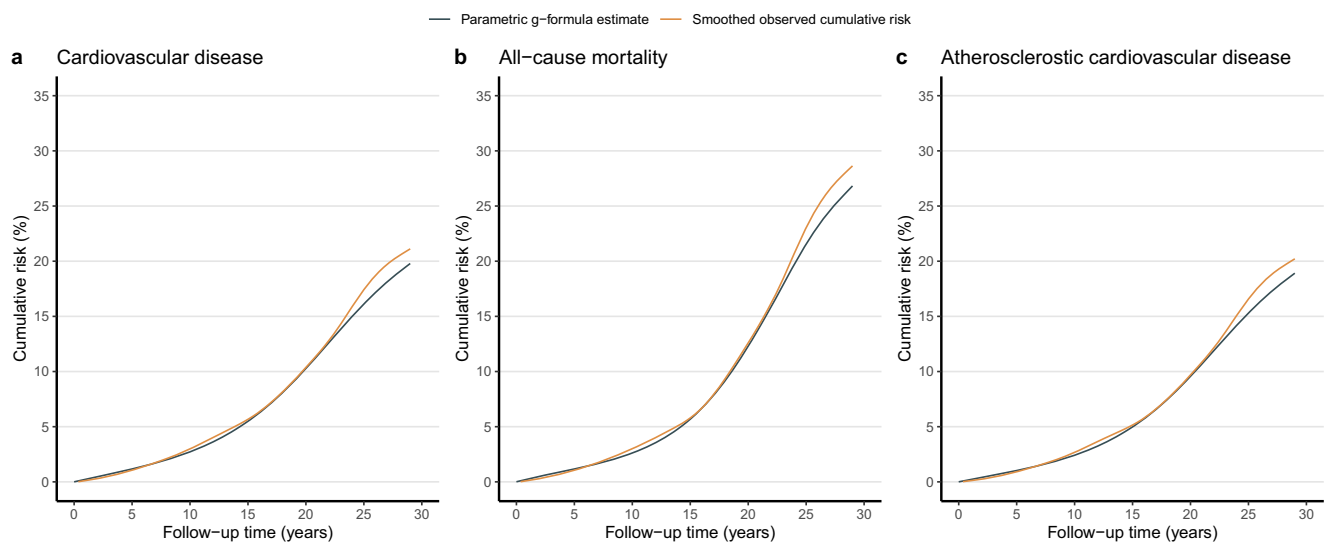 Parametric g−formula estimate Smoothed observed cumulative risk
a Cardiovascular disease
35
30
25
20
15
10
5
0
Cumulative risk (%)
0 5 10 15 20 25 30
Follow−up time (years)
b All−cause mortality
35
30
25
20
15
10
5
0
Cumulative risk (%)
0 5 10 15 20 25 30
Follow−up time (years)
c Atherosclerostic cardiovascular disease
35
30
25
20
15
10
5
0
Cumulative risk (%)
0 5 10 15 20 25 30
Follow−up time (years)